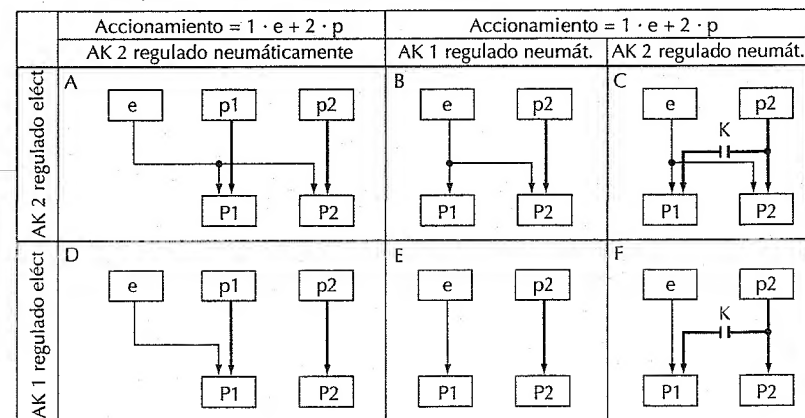 Accionamiento = 1 · e + 2 · p
Accionamiento = 1 · e + 2 · p
AK 2 regulado neumáticamente
AK 1 regulado neumát.
AK 2 regulado neumát.
AK 2 regulado eléct
A
e
p1
p2
P1
P2
B
e
p2
P1
P2
C
e
p2
K
P1
P2
AK 1 regulado eléct
D
e
p1
p2
P1
P2
E
e
p2
P1
P2
F
e
p2
K
P1
P2